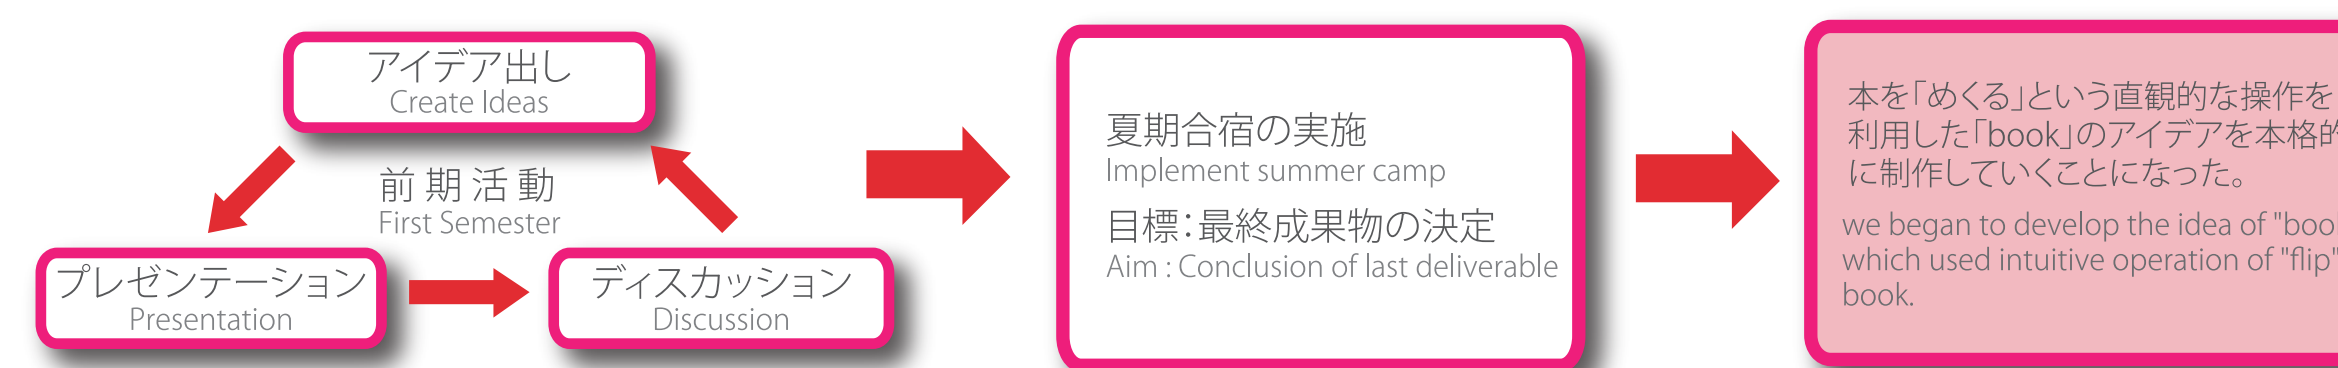 アイデア出し
Create Ideas
前期活動
First Semester
プレゼンテーション
Presentation
ディスカッション
Discussion
夏期合宿の実施
Implement summer camp
目標：最終成果物の決定
Aim : Conclusion of last deliverable
本を「めくる」という直観的な操作を
利用した「book」のアイデアを本格的
に制作していくことになった。
we began to develop the idea of "boo
which used intuitive operation of "flip"
book.